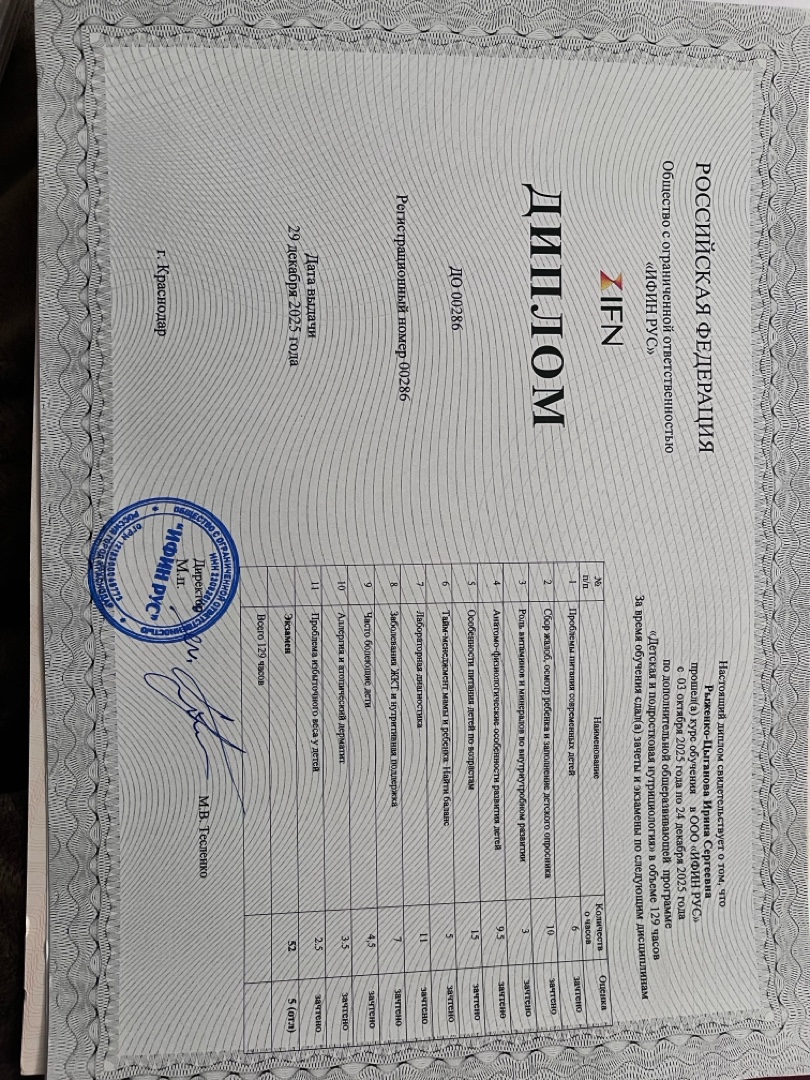 РОССИЙСКАЯ ФЕДЕРАЦИЯ
Общество с ограниченной ответственностью
«ИФИН РУС»
IFN
ДИПЛОМ
ДО 00286
Регистрационный номер 00286
Дата выдачи
29 декабря 2025 года
г. Краснодар
Настоящий диплом свидетельствует о том, что
Рыженко-Цыганова Ирина Сергеевна
прошел(а) курс обучения в ООО «ИФИН РУС»
с 03 октября 2025 года по 24 декабря 2025 года
по дополнительной общеразвивающей программе
«Детская и подростковая нутрициология» в объеме 129 часов
За время обучения сдал(а) зачеты и экзамены по следующим дисциплинам
№ п/п Наименование Количеств о часов Оценка
1 Проблемы питания современных детей 6 зачтено
2 Сбор жалоб, осмотр ребенка и заполнение детского опросника 10 зачтено
3 Роль витаминов и минералов во внутриутробном развитии 3 зачтено
4 Анатомо-физиологические особенности развития детей 9,5 зачтено
5 Особенности питания детей по возрастам 15 зачтено
6 Тайм-менеджмент мамы и ребенка. Найти баланс 5 зачтено
7 Лабораторная диагностика 11 зачтено
8 Заболевания ЖКТ и нутритивная поддержка 7 зачтено
9 Часто болеющие дети 4,5 зачтено
10 Аллергия и атопический дерматит 3,5 зачтено
11 Проблема избыточного веса у детей 2,5 зачтено
Экзамен 52 5 (отл)
Всего 129 часов
Директор М.В. Тесленко
М.п.
ОБЩЕСТВО С ОГРАНИЧЕННОЙ ОТВЕТСТВЕННОСТЬЮ
"ИФИН РУС"